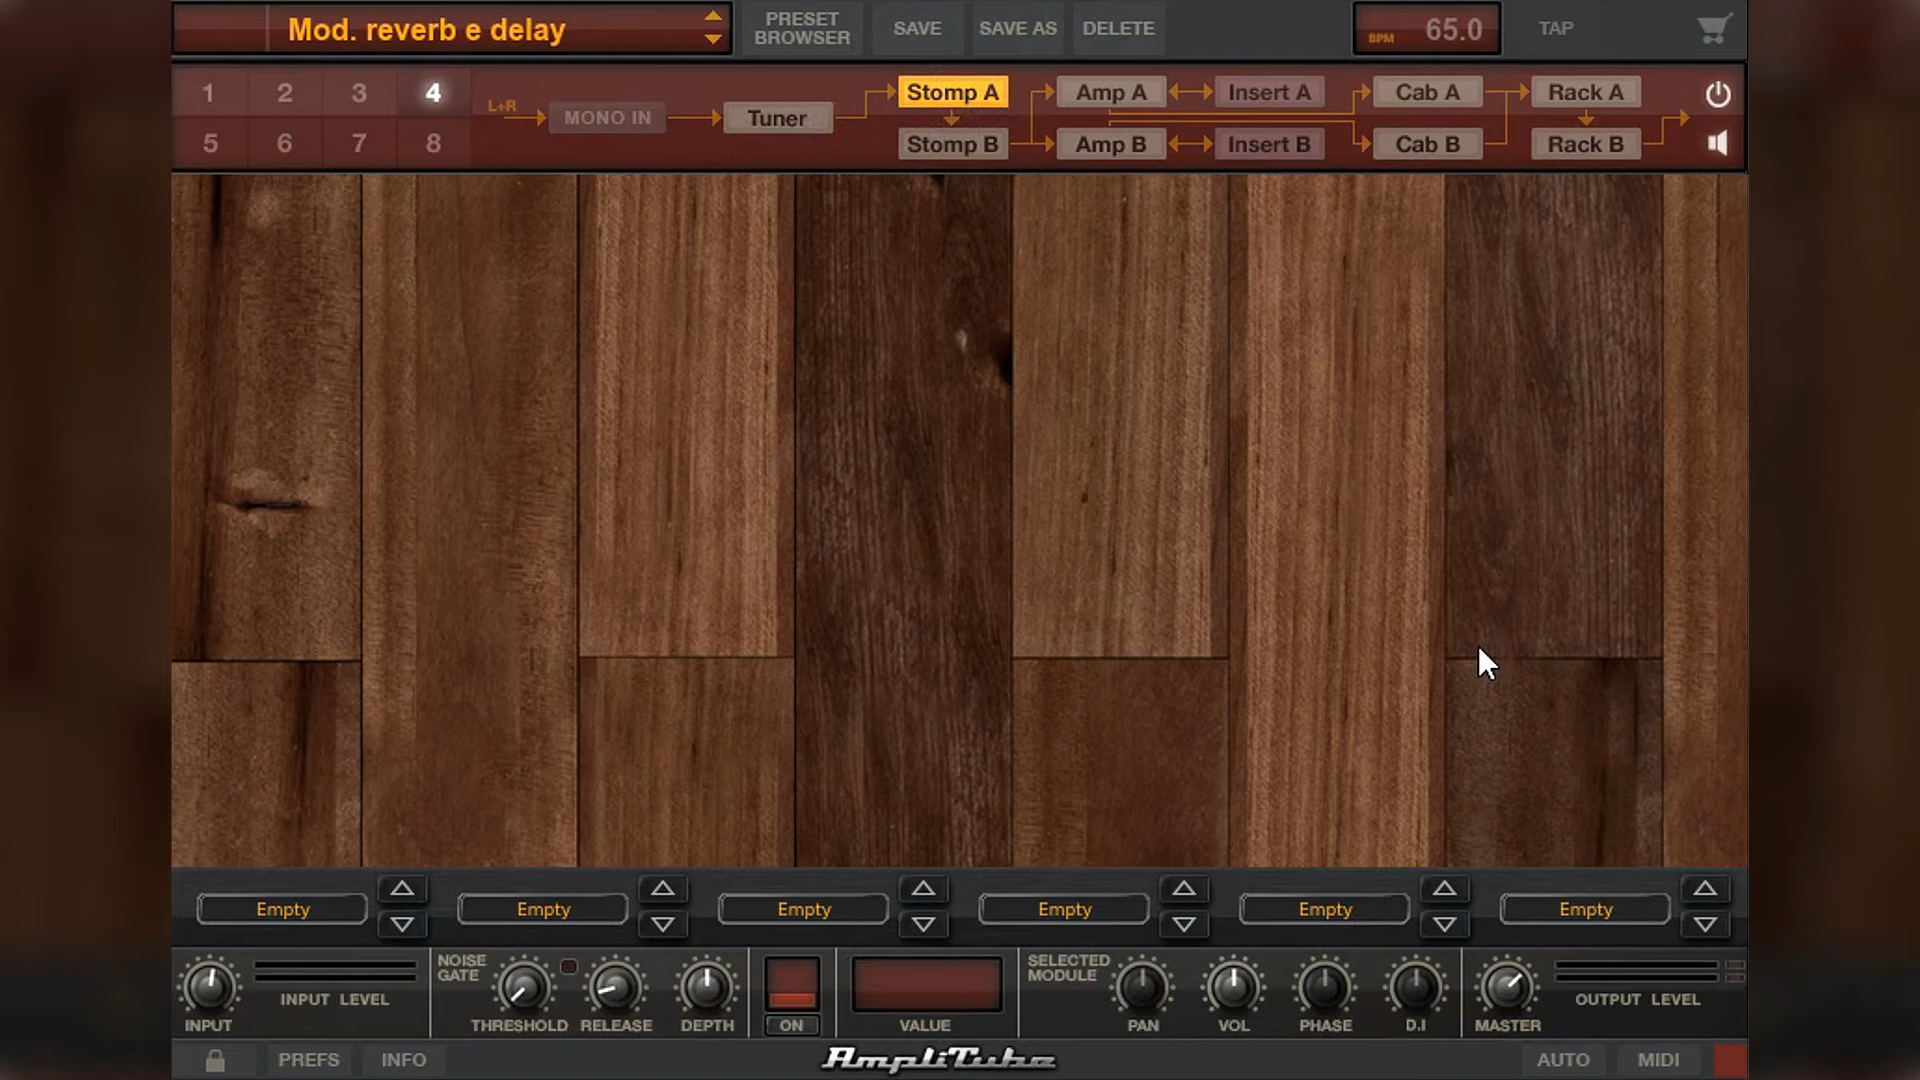 Mod. reverb e delay
PRESET
BROWSER
SAVE
SAVE AS
DELETE
BPM
65.0
TAP
1
2
3
4
5
6
7
8
L+R
MONO IN
Tuner
Stomp A
Amp A
Insert A
Cab A
Rack A
Stomp B
Amp B
Insert B
Cab B
Rack B
Empty
Empty
Empty
Empty
Empty
Empty
INPUT
INPUT LEVEL
NOISE
GATE
THRESHOLD
RELEASE
DEPTH
ON
VALUE
SELECTED
MODULE
PAN
VOL
PHASE
D.I
MASTER
OUTPUT LEVEL
PREFS
INFO
AmpliTube
AUTO
MIDI